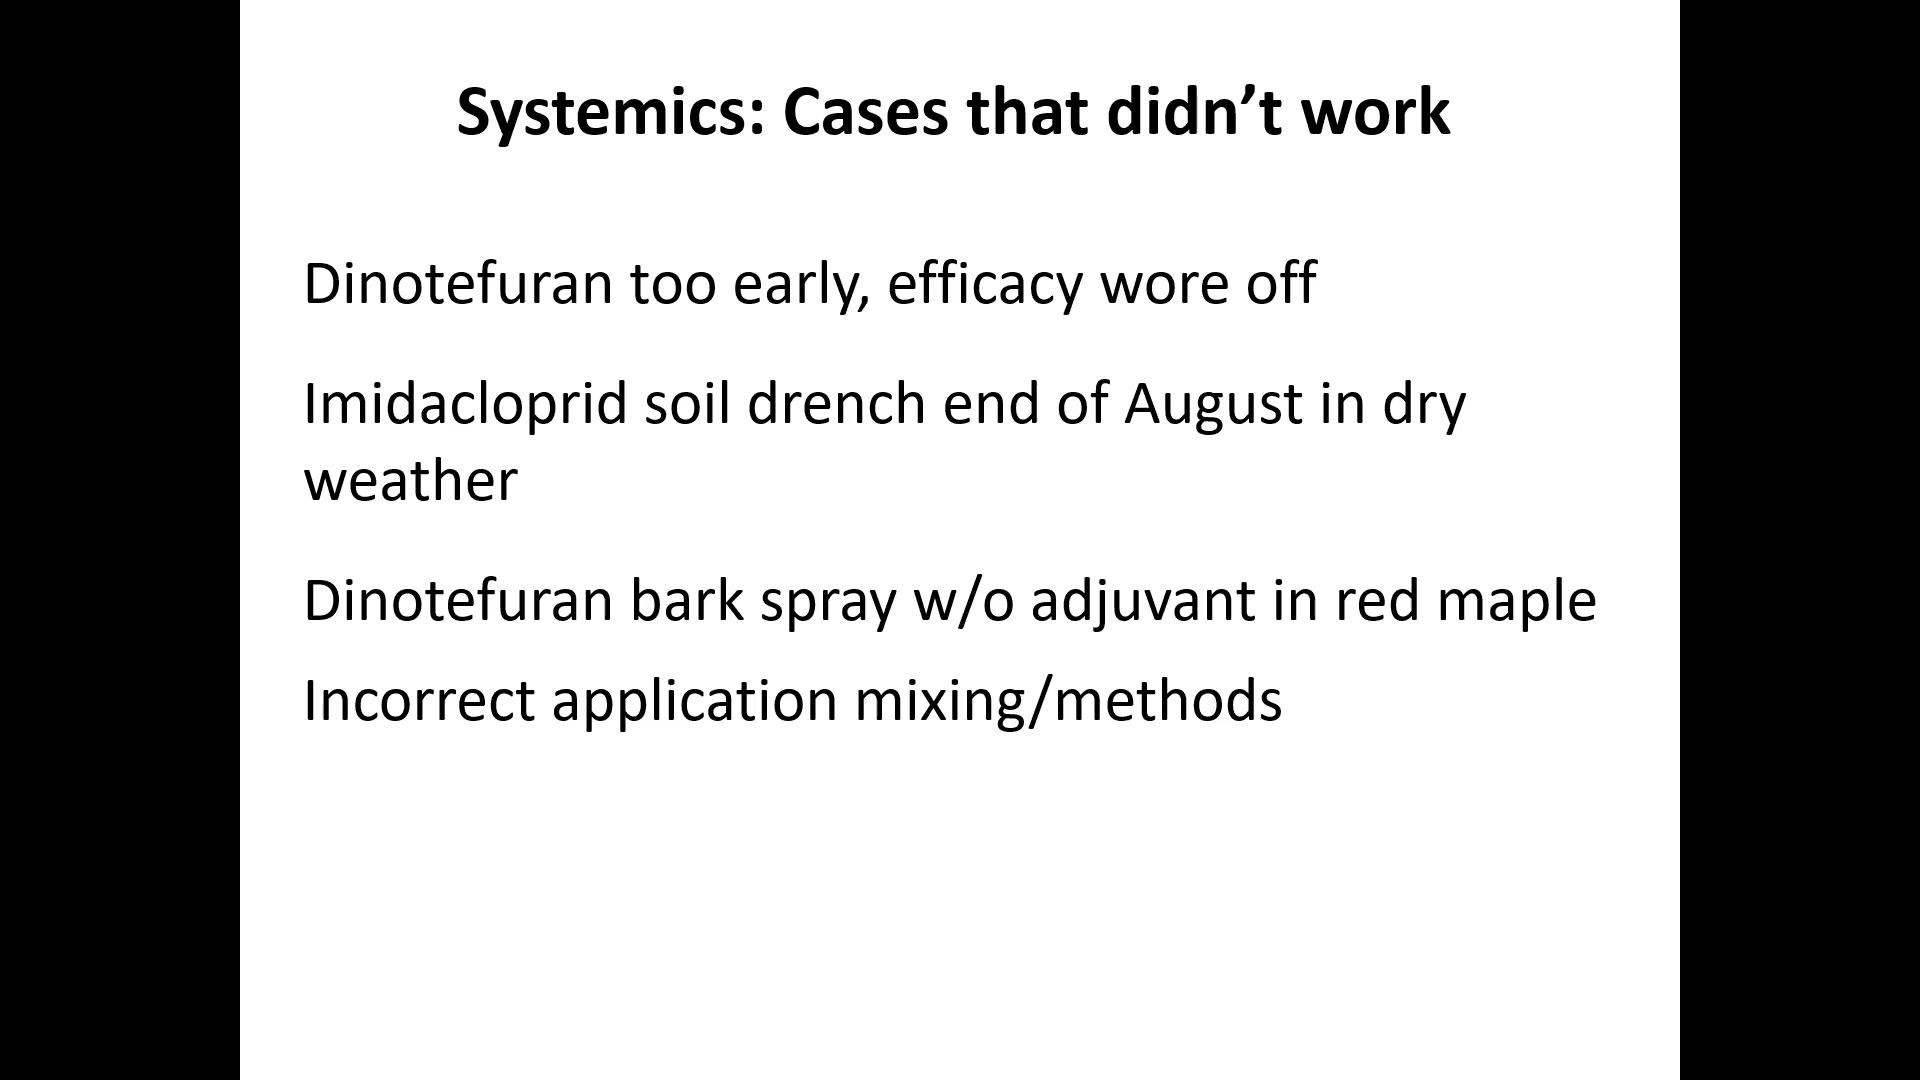 Systemics: Cases that didn’t work
Dinotefuran too early, efficacy wore off
Imidacloprid soil drench end of August in dry
weather
Dinotefuran bark spray w/o adjuvant in red maple
Incorrect application mixing/methods